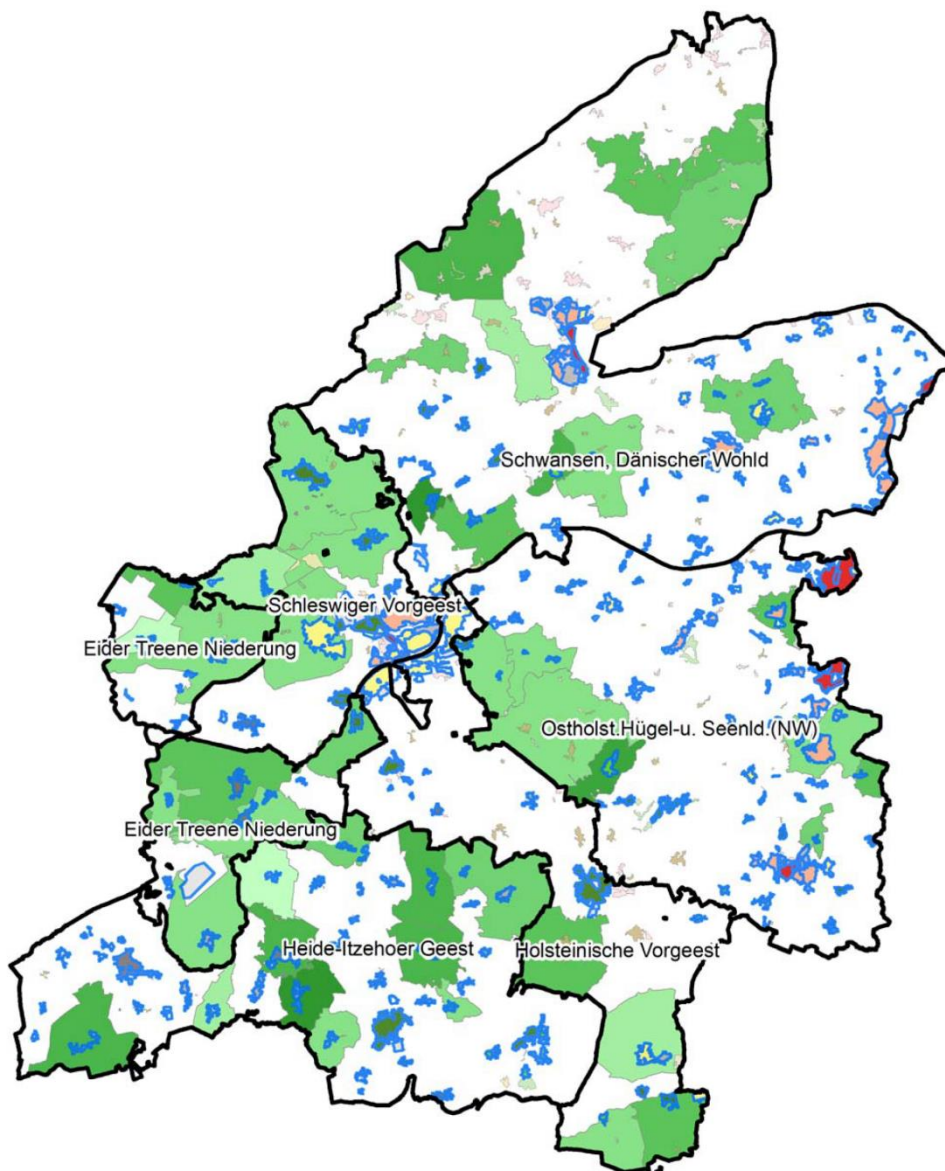 Schwansen, Dänischer Wohld
Schleswiger Vorgeest
Eider Treene Niederung
Ostholst.Hügel-u. Seenld.(NW)
Eider Treene Niederung
Heide-Itzehoer Geest
Holsteinische Vorgeest